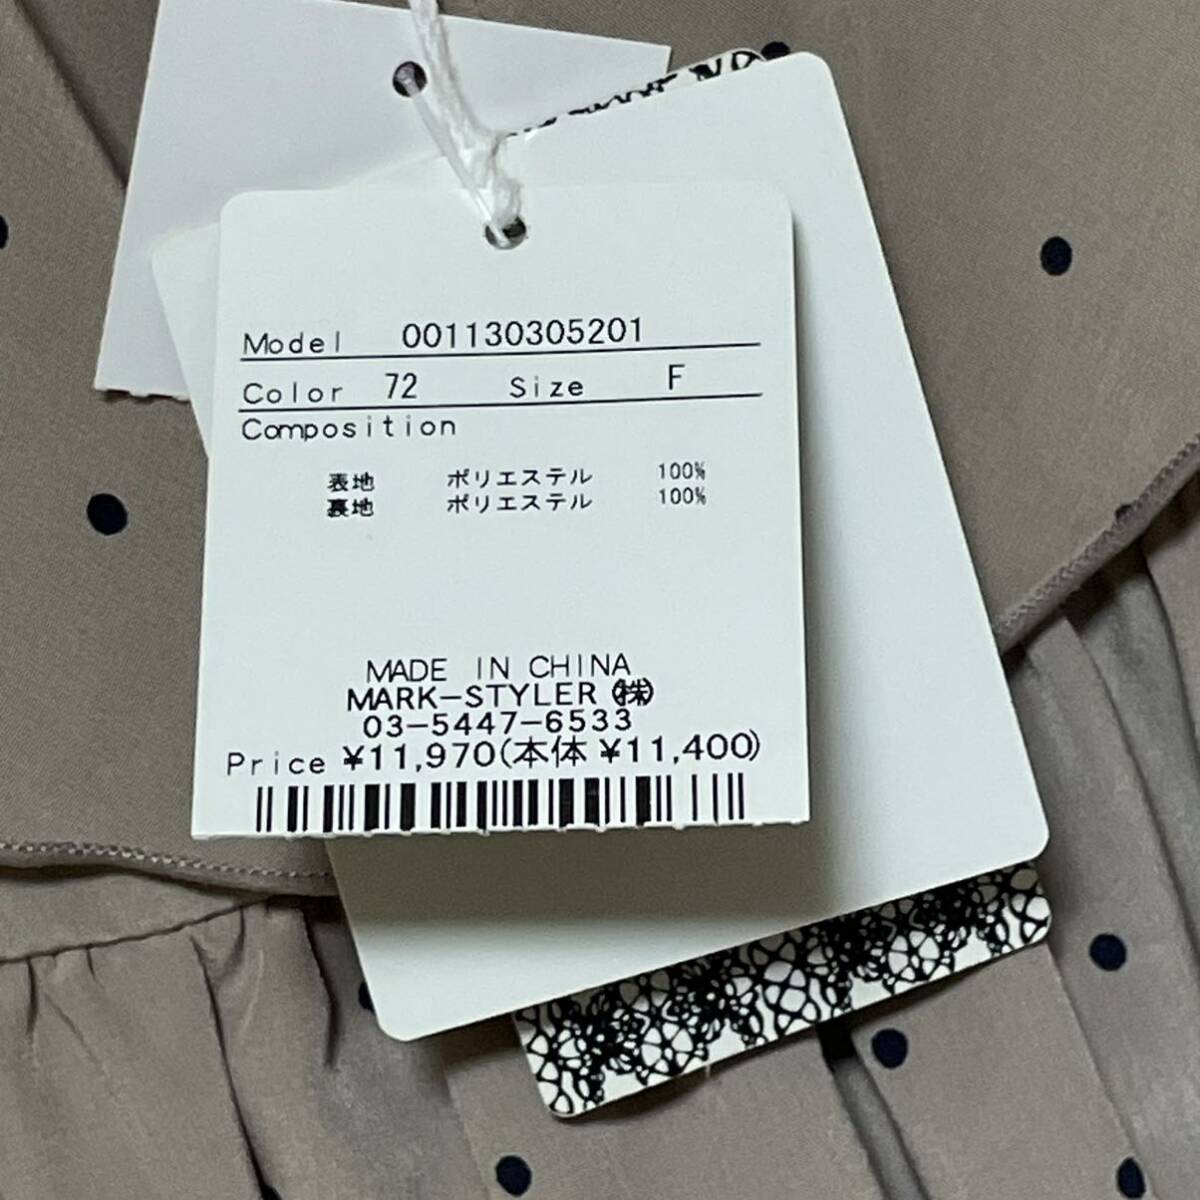 Model 001130305201
Color 72 Size F
Composition
表地 ポリエステル 100%
裏地 ポリエステル 100%
MADE IN CHINA
MARK-STYLER㈱
03-5447-6533
Price ¥11,970(本体 ¥11,400)